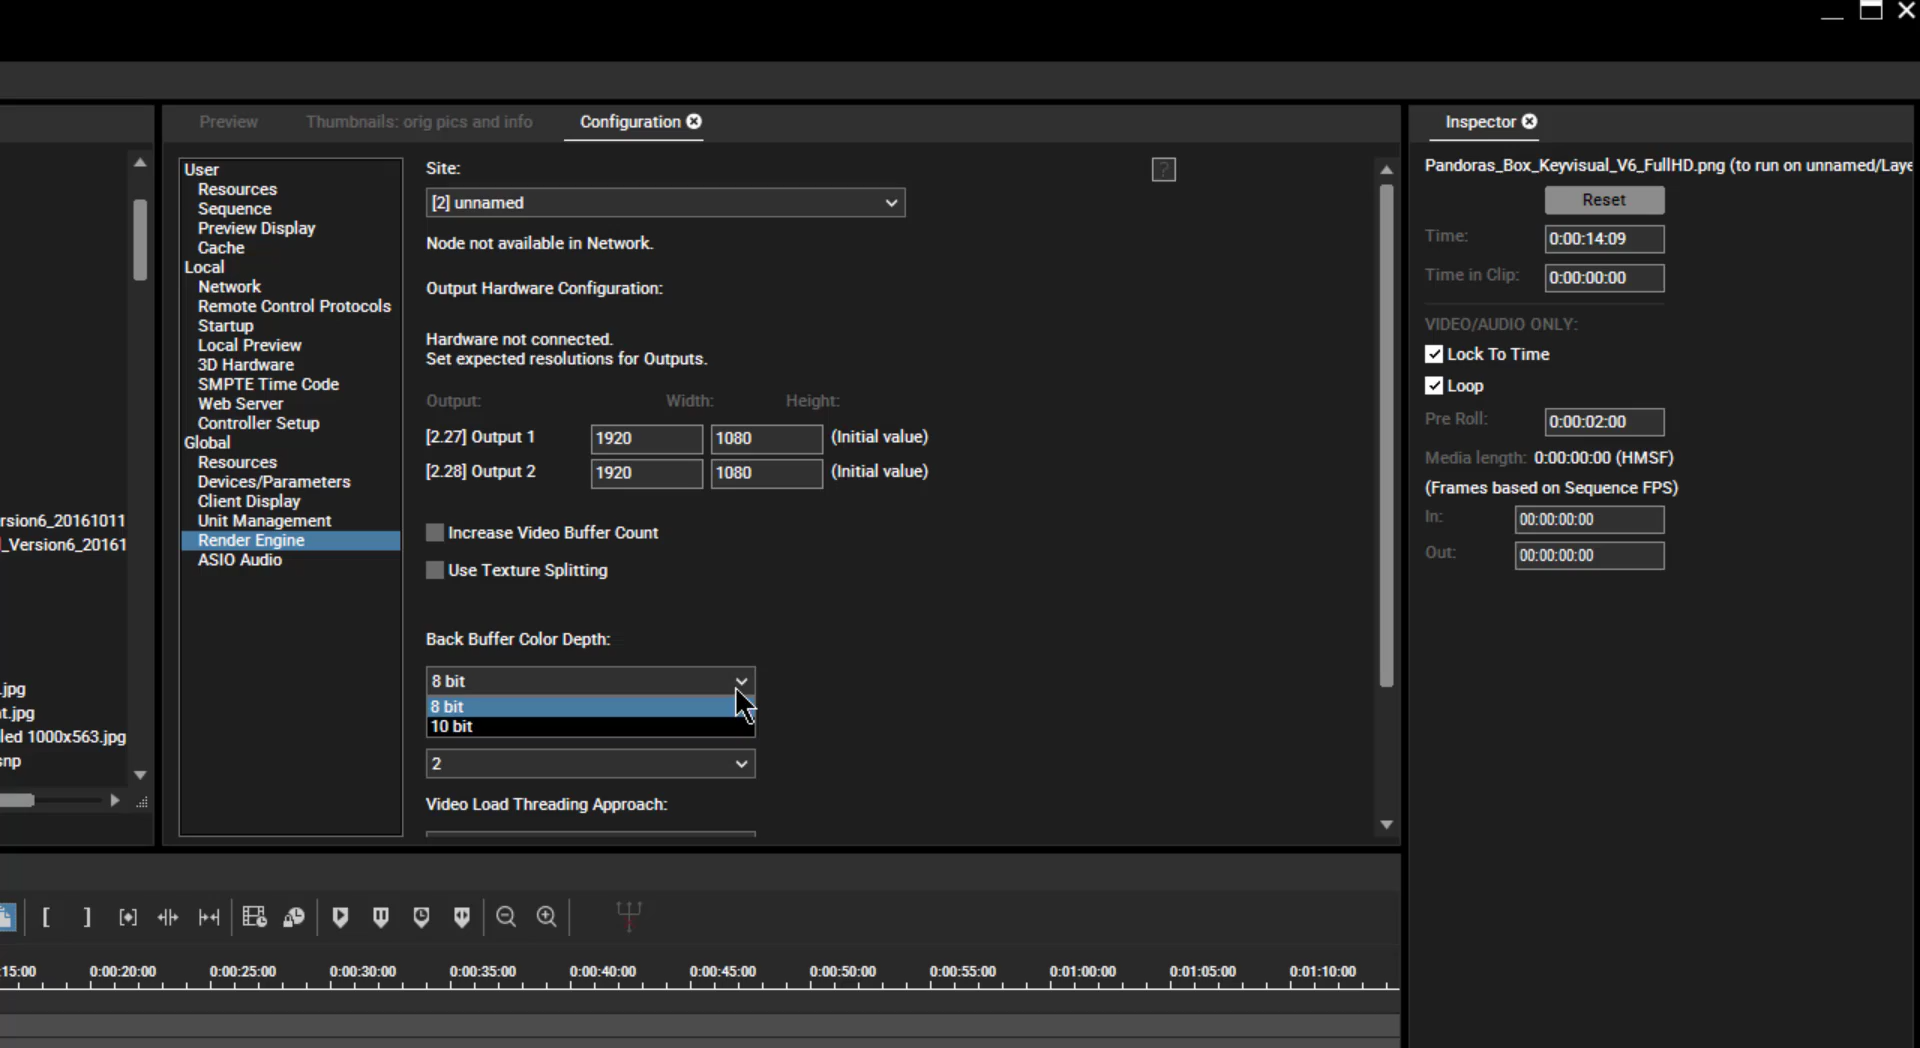 Preview
Thumbnails: orig pics and info
Configuration
Inspector
rsion6_20161011
_Version6_20161
.jpg
t.jpg
led 1000x563.jpg
snp
User
Resources
Sequence
Preview Display
Cache
Local
Network
Remote Control Protocols
Startup
Local Preview
3D Hardware
SMPTE Time Code
Web Server
Controller Setup
Global
Resources
Devices/Parameters
Client Display
Unit Management
Render Engine
ASIO Audio
Site:
?
[2] unnamed
Node not available in Network.
Output Hardware Configuration:
Hardware not connected.
Set expected resolutions for Outputs.
Output: Width: Height:
[2.27] Output 1 1920 1080 (Initial value)
[2.28] Output 2 1920 1080 (Initial value)
Increase Video Buffer Count
Use Texture Splitting
Back Buffer Color Depth:
8 bit
8 bit
10 bit
2
Video Load Threading Approach:
Pandoras_Box_Keyvisual_V6_FullHD.png (to run on unnamed/Laye
Reset
Time: 0:00:14:09
Time in Clip: 0:00:00:00
VIDEO/AUDIO ONLY:
Lock To Time
Loop
Pre Roll: 0:00:02:00
Media length: 0:00:00:00 (HMSF)
(Frames based on Sequence FPS)
In: 00:00:00:00
Out: 00:00:00:00
:15:00 0:00:20:00 0:00:25:00 0:00:30:00 0:00:35:00 0:00:40:00 0:00:45:00 0:00:50:00 0:00:55:00 0:01:00:00 0:01:05:00 0:01:10:00